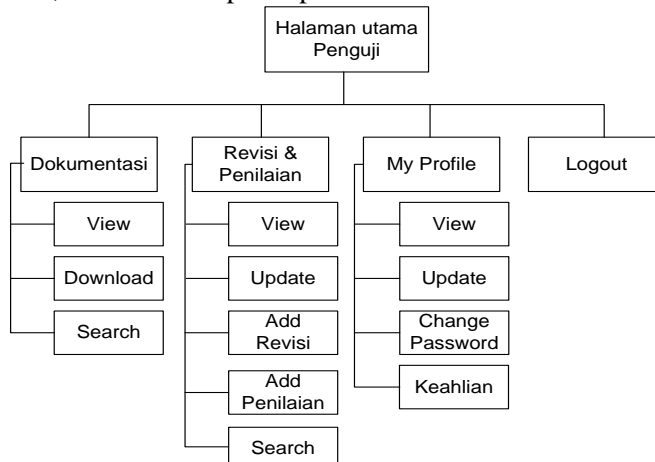 Halaman utama
Penguji
Dokumentasi
View
Download
Search
Revisi &
Penilaian
View
Update
Add
Revisi
Add
Penilaian
Search
My Profile
View
Update
Change
Password
Keahlian
Logout